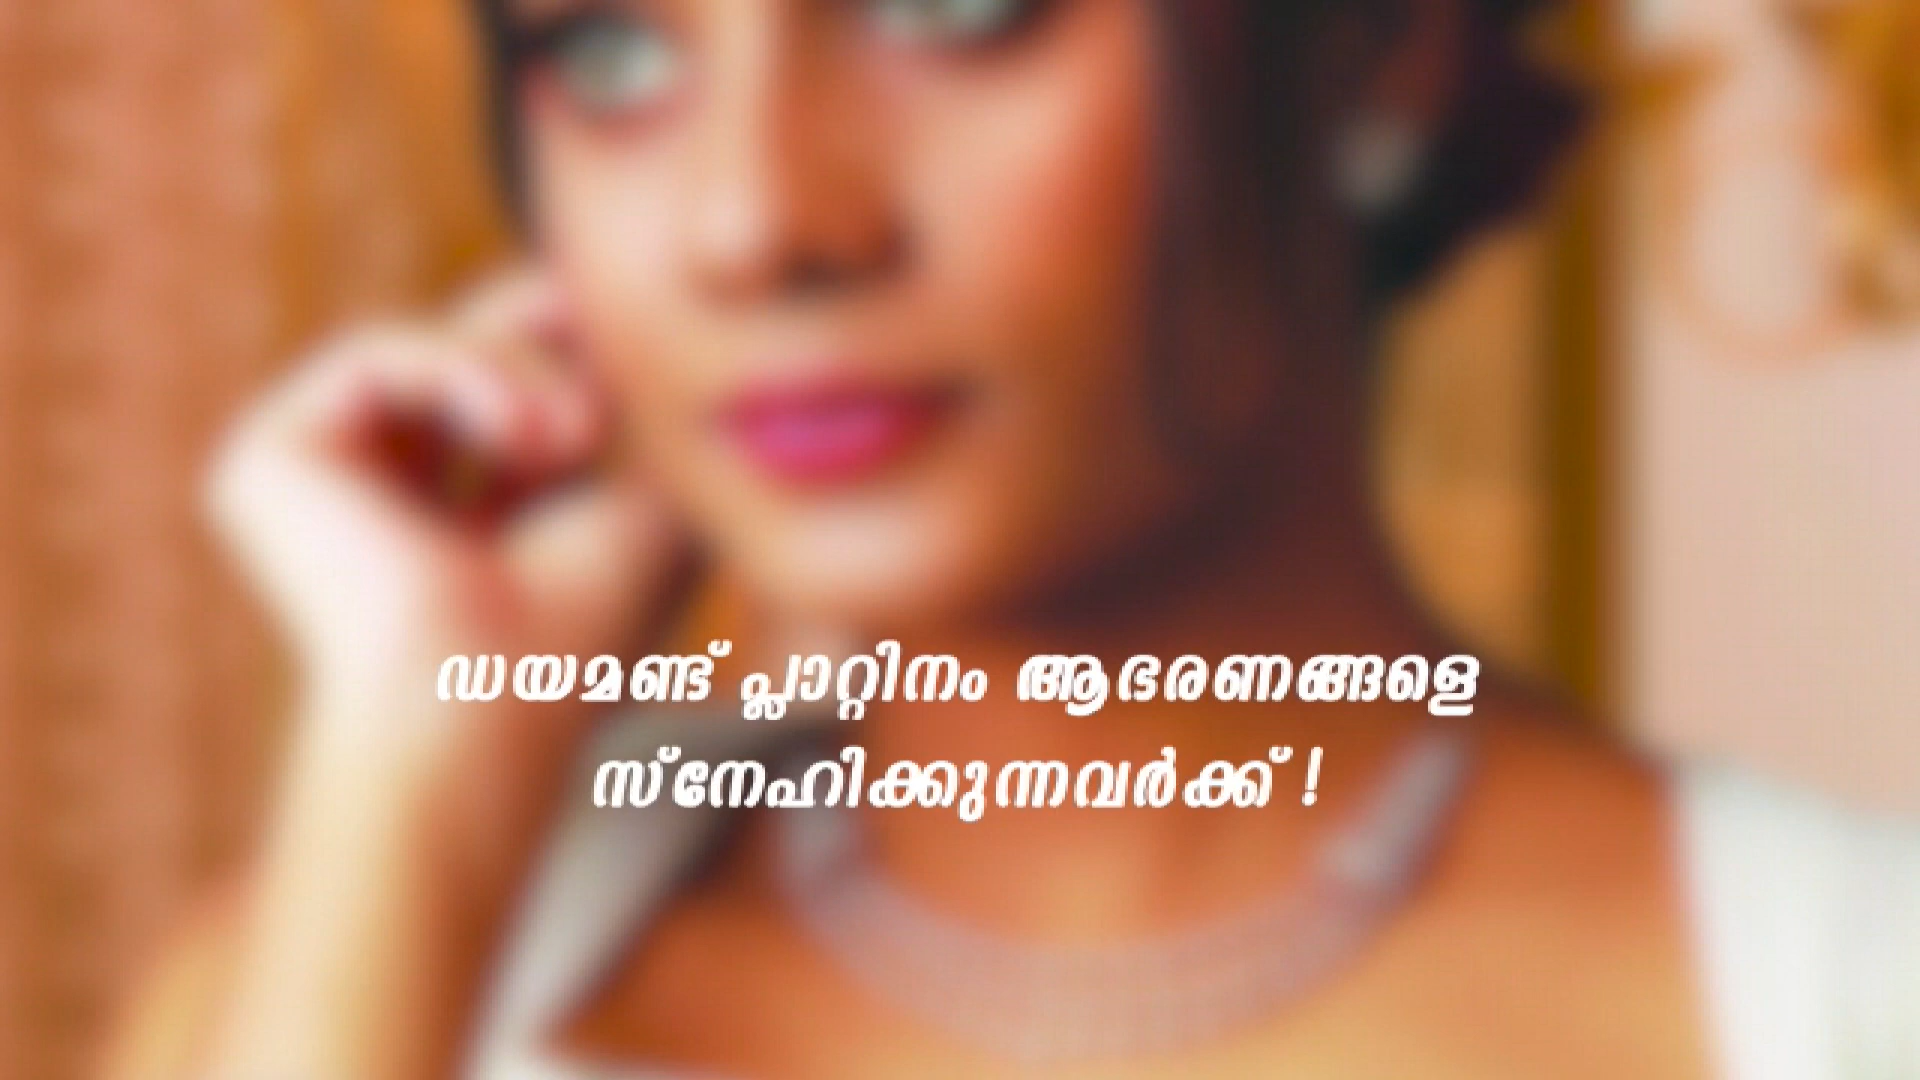 ഡയമണ്ട് പ്ലാറ്റിനം ആഭരണങ്ങളെ
സ്നേഹിക്കുന്നവർക്ക് !